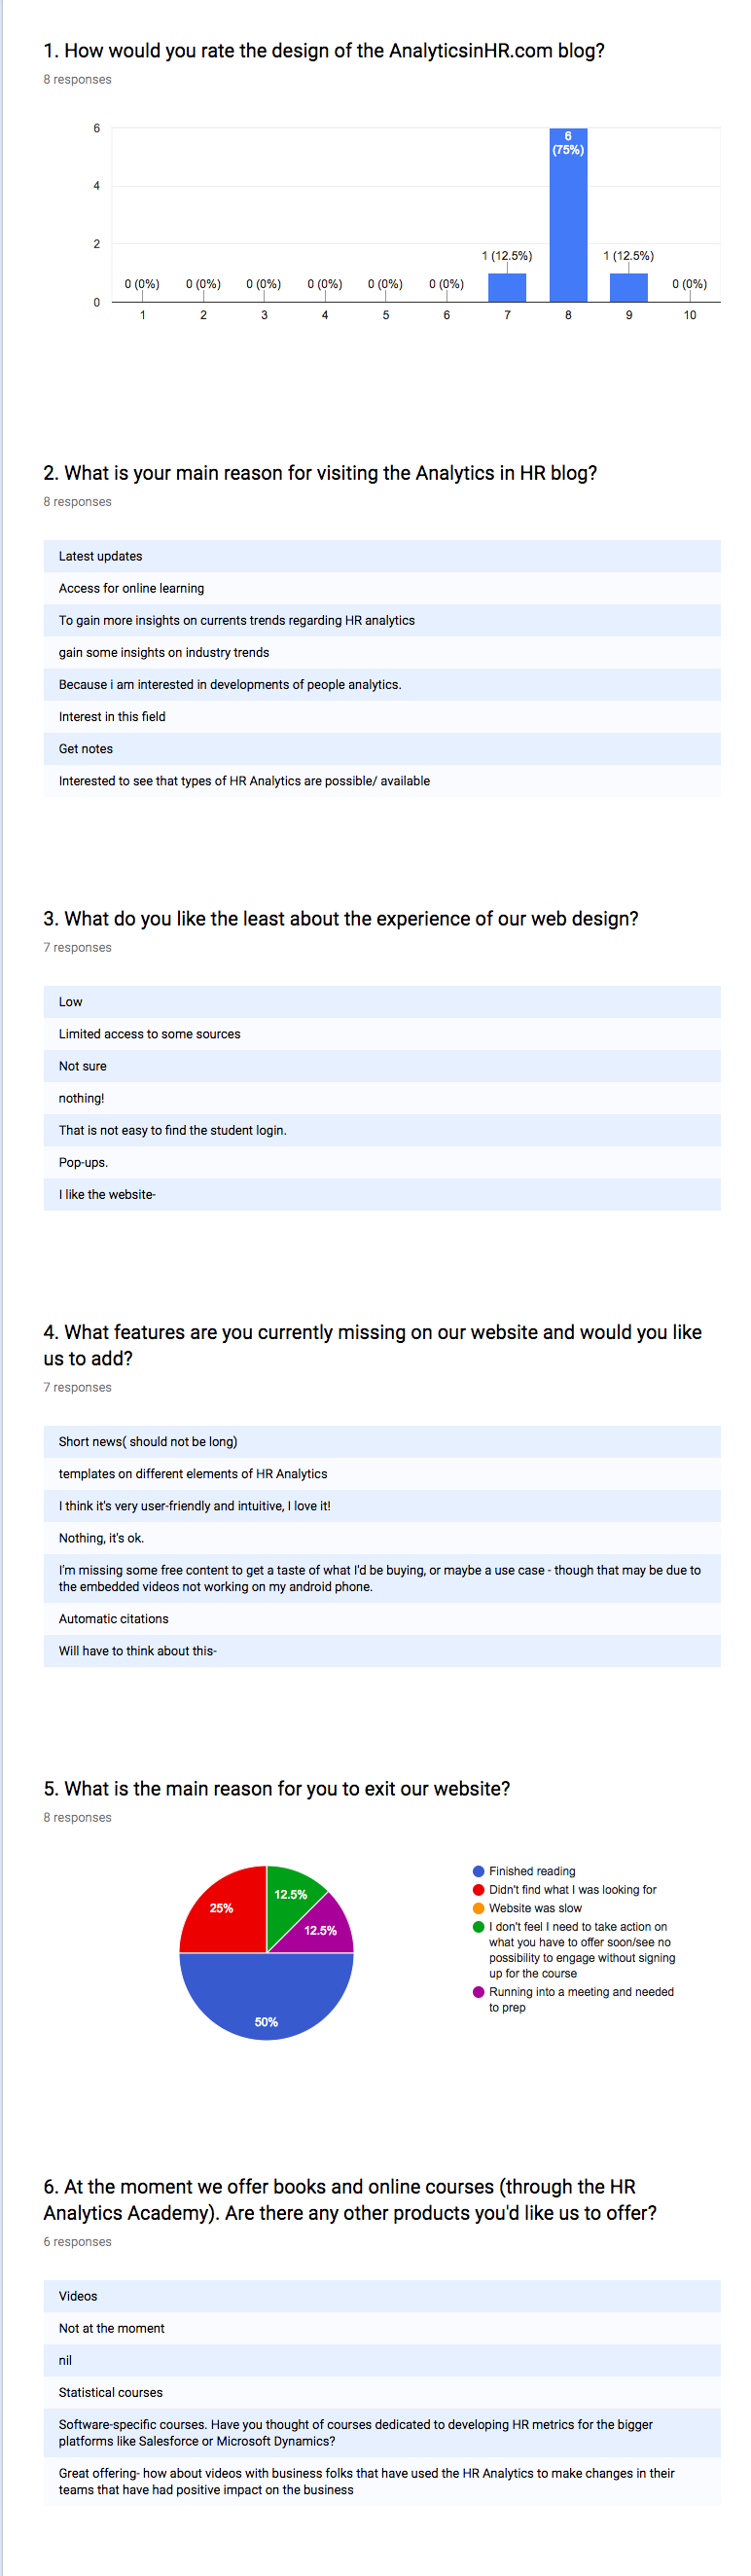 1. How would you rate the design of the AnalyticsinHR.com blog?
8 responses
6
4
2
0
0 (0%)
0 (0%)
0 (0%)
0 (0%)
0 (0%)
0 (0%)
1 (12.5%)
6
(75%)
1 (12.5%)
0 (0%)
1
2
3
4
5
6
7
8
9
10
2. What is your main reason for visiting the Analytics in HR blog?
8 responses
Latest updates
Access for online learning
To gain more insights on currents trends regarding HR analytics
gain some insights on industry trends
Because i am interested in developments of people analytics.
Interest in this field
Get notes
Interested to see that types of HR Analytics are possible/ available
3. What do you like the least about the experience of our web design?
7 responses
Low
Limited access to some sources
Not sure
nothing!
That is not easy to find the student login.
Pop-ups.
I like the website-
4. What features are you currently missing on our website and would you like
us to add?
7 responses
Short news( should not be long)
templates on different elements of HR Analytics
I think it's very user-friendly and intuitive, I love it!
Nothing, it's ok.
I'm missing some free content to get a taste of what I'd be buying, or maybe a use case - though that may be due to
the embedded videos not working on my android phone.
Automatic citations
Will have to think about this-
5. What is the main reason for you to exit our website?
8 responses
25%
12.5%
12.5%
50%
Finished reading
Didn't find what I was looking for
Website was slow
I don't feel I need to take action on
what you have to offer soon/see no
possibility to engage without signing
up for the course
Running into a meeting and needed
to prep
6. At the moment we offer books and online courses (through the HR
Analytics Academy). Are there any other products you'd like us to offer?
6 responses
Videos
Not at the moment
nil
Statistical courses
Software-specific courses. Have you thought of courses dedicated to developing HR metrics for the bigger
platforms like Salesforce or Microsoft Dynamics?
Great offering- how about videos with business folks that have used the HR Analytics to make changes in their
teams that have had positive impact on the business